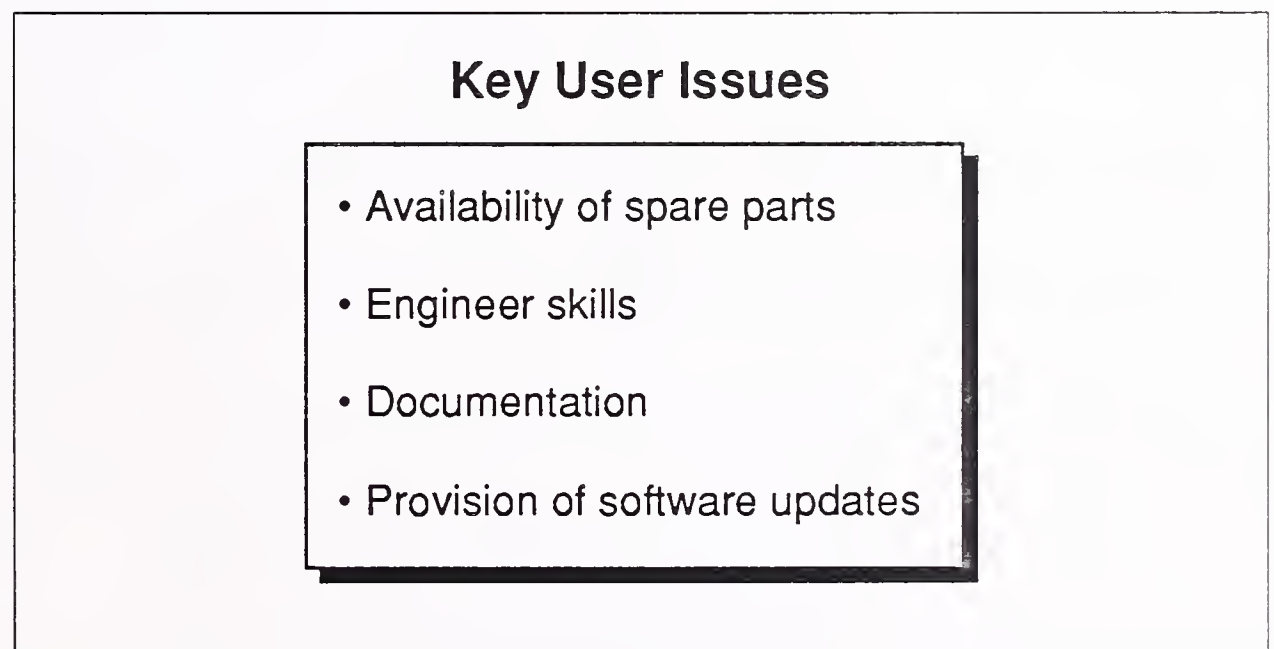 Key User Issues
• Availability of spare parts
• Engineer skills
• Documentation
• Provision of software updates